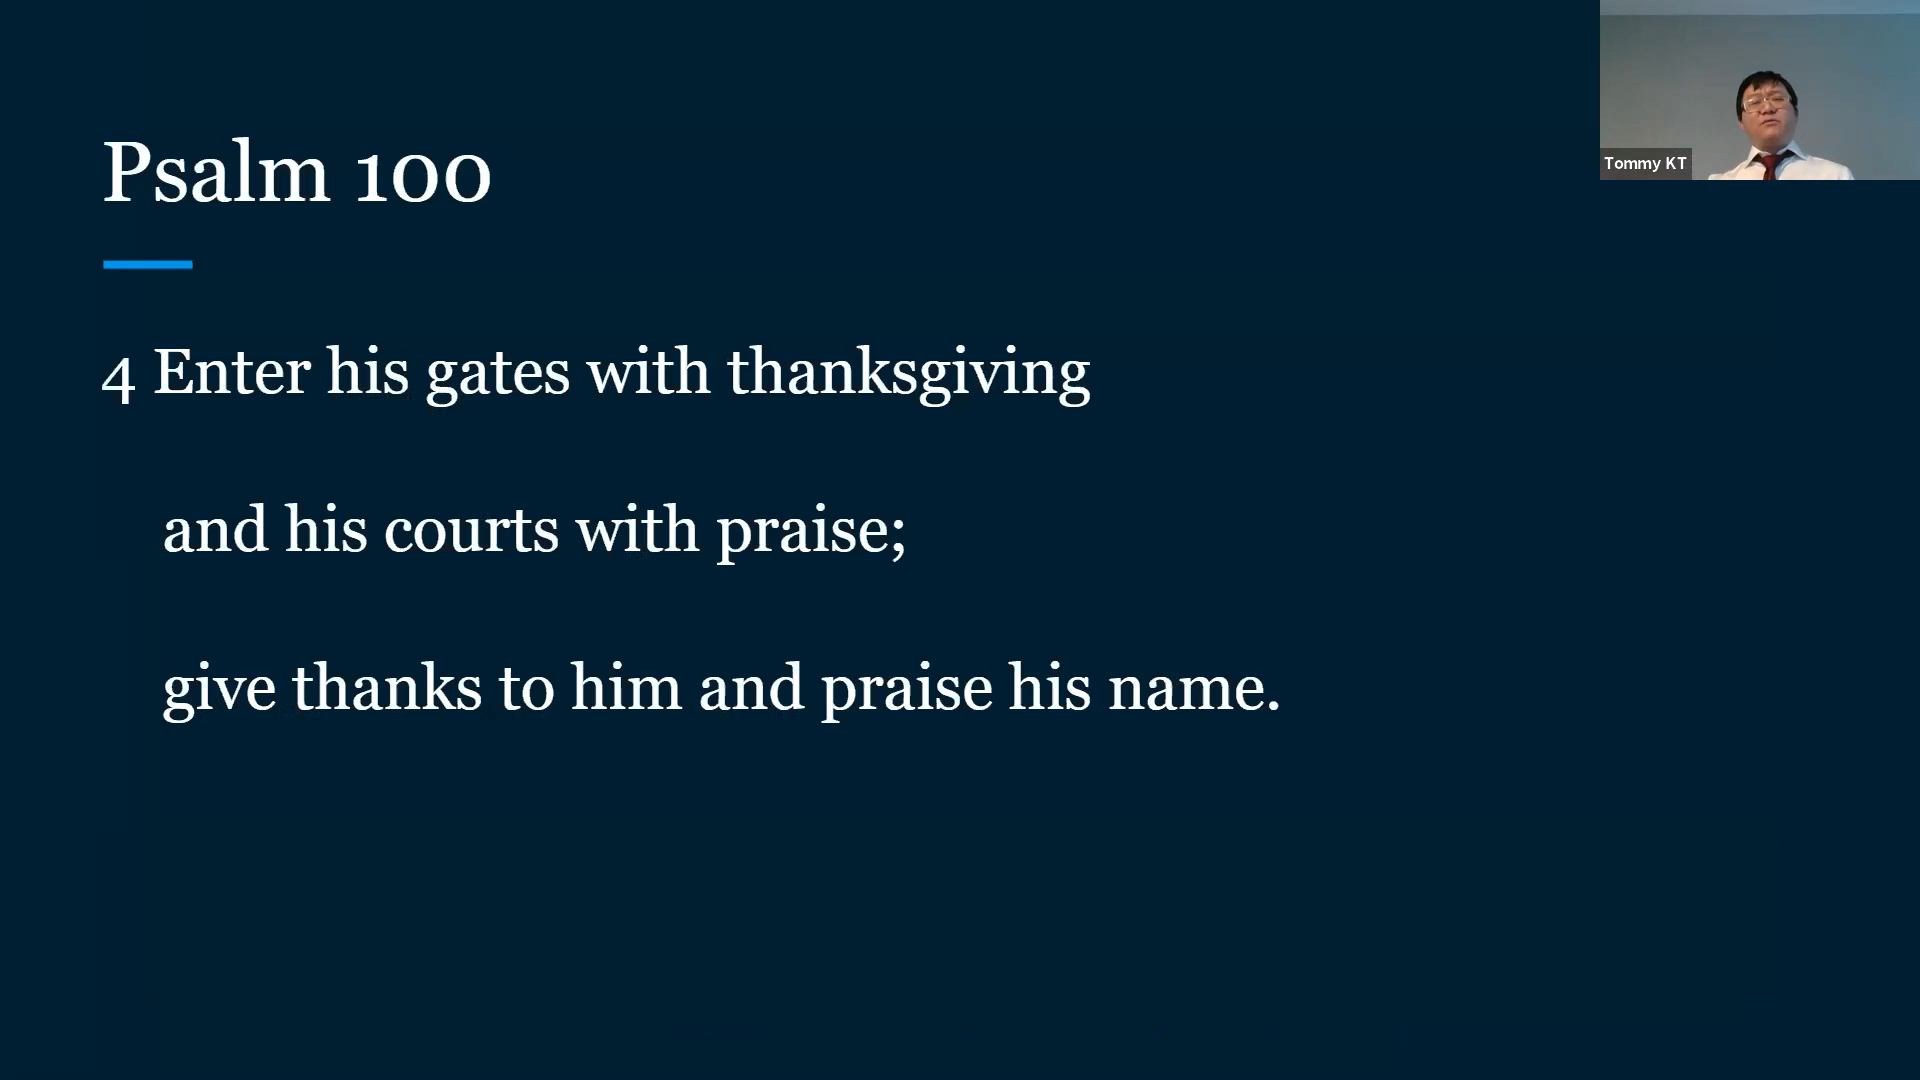 Psalm 100
4 Enter his gates with thanksgiving
and his courts with praise;
give thanks to him and praise his name.
Tommy KT